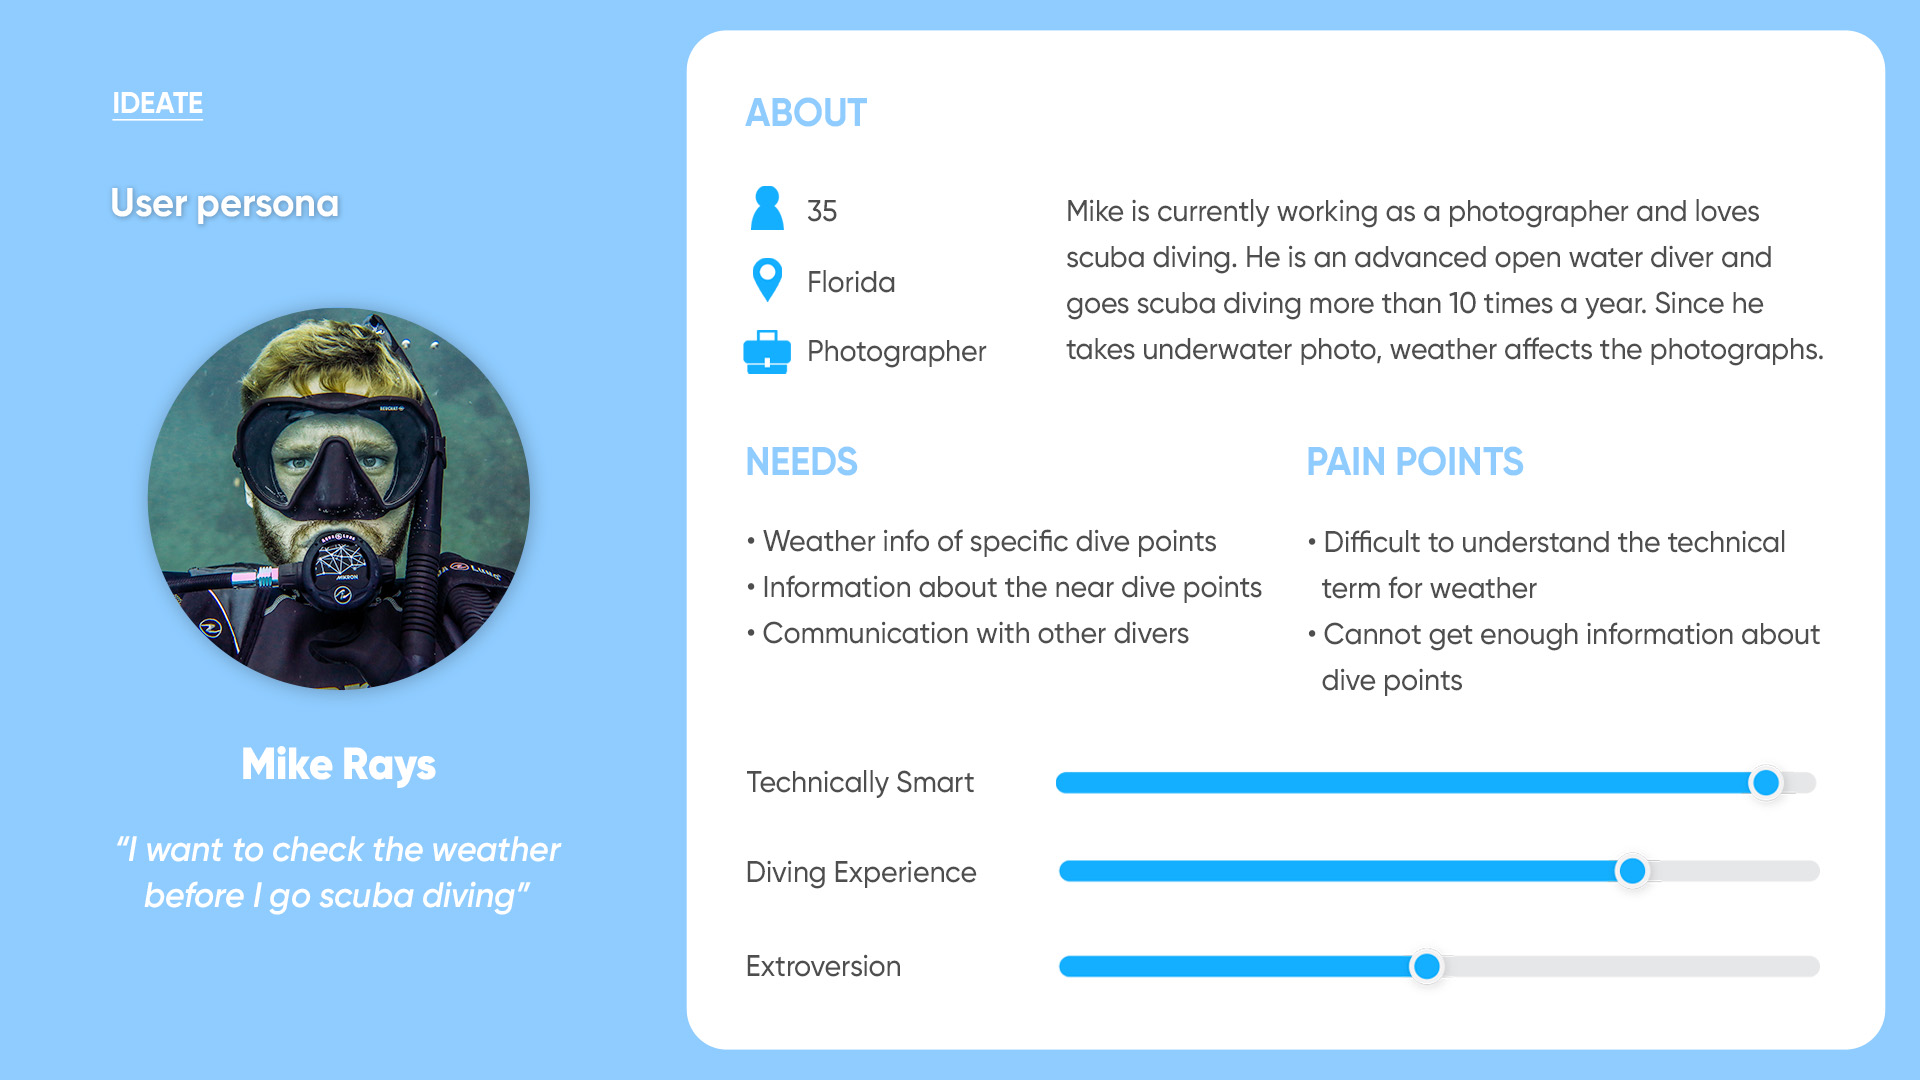 IDEATE
User persona
Mike Rays
“I want to check the weather
before I go scuba diving”
ABOUT
35
Florida
Photographer
Mike is currently working as a photographer and loves
scuba diving. He is an advanced open water diver and
goes scuba diving more than 10 times a year. Since he
takes underwater photo, weather affects the photographs.
NEEDS
• Weather info of specific dive points
• Information about the near dive points
• Communication with other divers
PAIN POINTS
• Difficult to understand the technical
term for weather
• Cannot get enough information about
dive points
Technically Smart
Diving Experience
Extroversion
AQUA LUNG
MIKRON